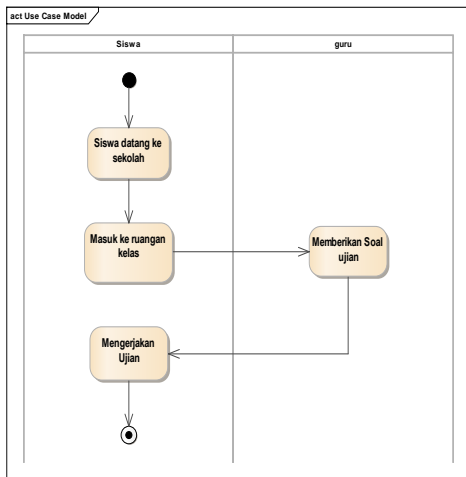 act Use Case Model
Siswa
guru
Siswa datang ke
sekolah
Masuk ke ruangan
kelas
Memberikan Soal
ujian
Mengerjakan
Ujian